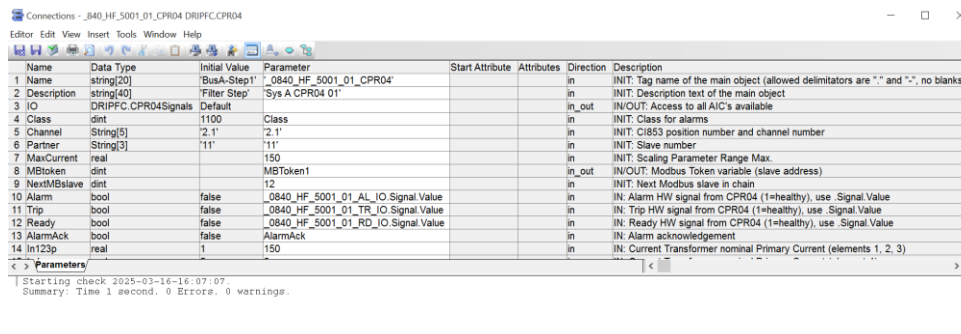 Connections - _840_HF_5001_01_CPR04 DRIPFC.CPR04
Editor Edit View Insert Tools Window Help
Name Data Type Initial Value Parameter Start Attribute Attributes Direction Description
1 Name string[20] 'BusA-Step1' '_0840_HF_5001_01_CPR04' in INIT: Tag name of the main object (allowed delimitators are "." and "-", no blanks
2 Description string[40] 'Filter Step' 'Sys A CPR04 01' in INIT: Description text of the main object
3 IO DRIPFC.CPR04Signals Default in_out IN/OUT: Access to all AIC's available
4 Class dint 1100 Class in INIT: Class for alarms
5 Channel String[5] '2.1' '2.1' in INIT: CI853 position number and channel number
6 Partner String[3] '11' '11' in INIT: Slave number
7 MaxCurrent real 150 in INIT: Scaling Parameter Range Max.
8 MBtoken dint MBToken1 in_out IN/OUT: Modbus Token variable (slave address)
9 NextMBslave dint 12 in INIT: Next Modbus slave in chain
10 Alarm bool false _0840_HF_5001_01_AL_IO.Signal.Value in IN: Alarm HW signal from CPR04 (1=healthy), use .Signal.Value
11 Trip bool false _0840_HF_5001_01_TR_IO.Signal.Value in IN: Trip HW signal from CPR04 (1=healthy), use .Signal.Value
12 Ready bool false _0840_HF_5001_01_RD_IO.Signal.Value in IN: Ready HW signal from CPR04 (1=healthy), use .Signal.Value
13 AlarmAck bool false AlarmAck in IN: Alarm acknowledgement
14 In123p real 1 150 in IN: Current Transformer nominal Primary Current (elements 1, 2, 3)
Parameters
Starting check 2025-03-16-16:07:07.
Summary: Time 1 second. 0 Errors. 0 warnings.